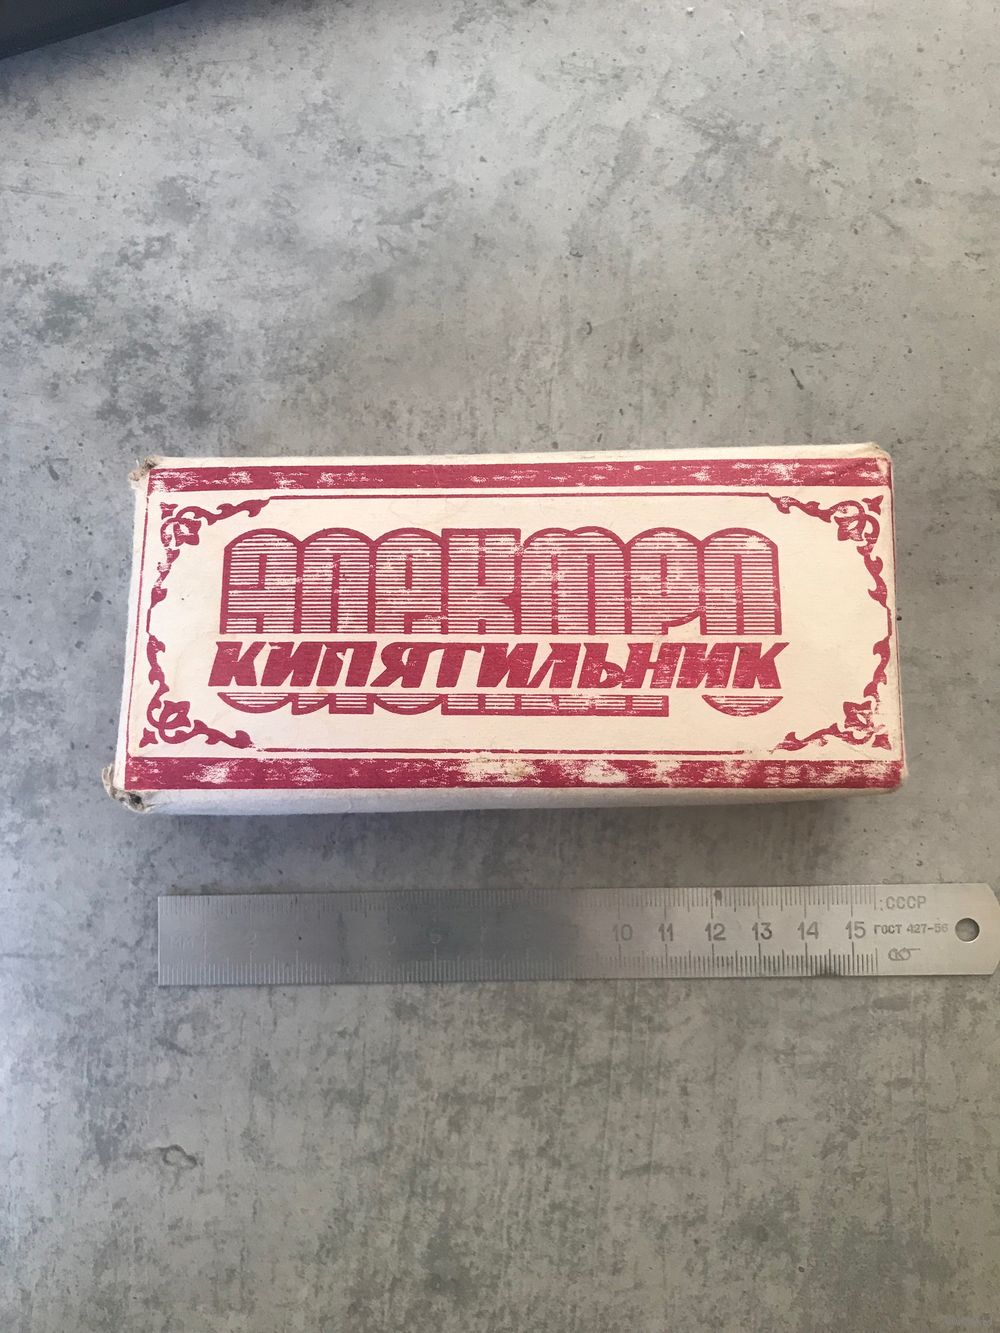 ЭЛЕКТРО
КИПЯТИЛЬНИК
СССР
10 11 12 13 14 15 ГОСТ 427-56